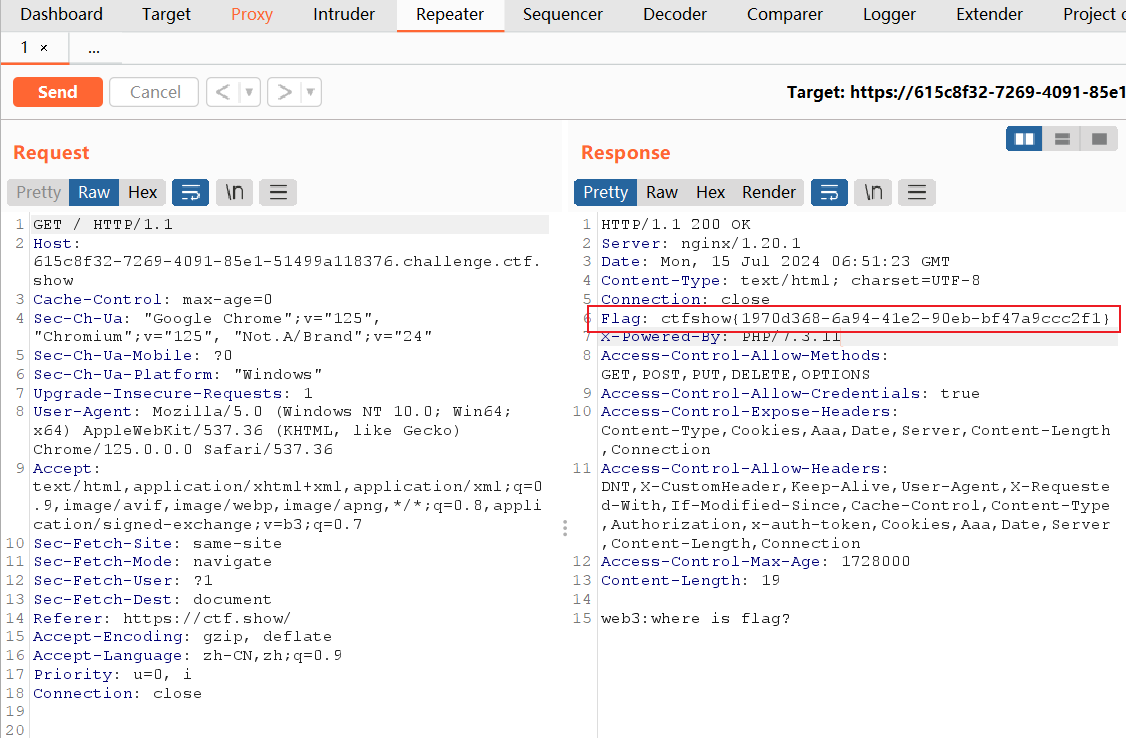 Dashboard Target Proxy Intruder Repeater Sequencer Decoder Comparer Logger Extender Project
1 × ...
Send Cancel < ▼ > ▼ Target: https://615c8f32-7269-4091-85e1
Request
Pretty Raw Hex \n
1 GET / HTTP/1.1
2 Host:
615c8f32-7269-4091-85e1-51499a118376.challenge.ctf.
show
3 Cache-Control: max-age=0
4 Sec-Ch-Ua: "Google Chrome";v="125",
"Chromium";v="125", "Not.A/Brand";v="24"
5 Sec-Ch-Ua-Mobile: ?0
6 Sec-Ch-Ua-Platform: "Windows"
7 Upgrade-Insecure-Requests: 1
8 User-Agent: Mozilla/5.0 (Windows NT 10.0; Win64;
x64) AppleWebKit/537.36 (KHTML, like Gecko)
Chrome/125.0.0.0 Safari/537.36
9 Accept:
text/html,application/xhtml+xml,application/xml;q=0
.9,image/avif,image/webp,image/apng,*/*;q=0.8,appli
cation/signed-exchange;v=b3;q=0.7
10 Sec-Fetch-Site: same-site
11 Sec-Fetch-Mode: navigate
12 Sec-Fetch-User: ?1
13 Sec-Fetch-Dest: document
14 Referer: https://ctf.show/
15 Accept-Encoding: gzip, deflate
16 Accept-Language: zh-CN,zh;q=0.9
17 Priority: u=0, i
18 Connection: close
19
20
Response
Pretty Raw Hex Render \n
1 HTTP/1.1 200 OK
2 Server: nginx/1.20.1
3 Date: Mon, 15 Jul 2024 06:51:23 GMT
4 Content-Type: text/html; charset=UTF-8
5 Connection: close
6 Flag: ctfshow{1970d368-6a94-41e2-90eb-bf47a9ccc2f1}
7 X-Powered-By: PHP/7.3.11
8 Access-Control-Allow-Methods:
GET,POST,PUT,DELETE,OPTIONS
9 Access-Control-Allow-Credentials: true
10 Access-Control-Expose-Headers:
Content-Type,Cookies,Aaa,Date,Server,Content-Length
,Connection
11 Access-Control-Allow-Headers:
DNT,X-CustomHeader,Keep-Alive,User-Agent,X-Requeste
d-With,If-Modified-Since,Cache-Control,Content-Type
,Authorization,x-auth-token,Cookies,Aaa,Date,Server
,Content-Length,Connection
12 Access-Control-Max-Age: 1728000
13 Content-Length: 19
14
15 web3:where is flag?